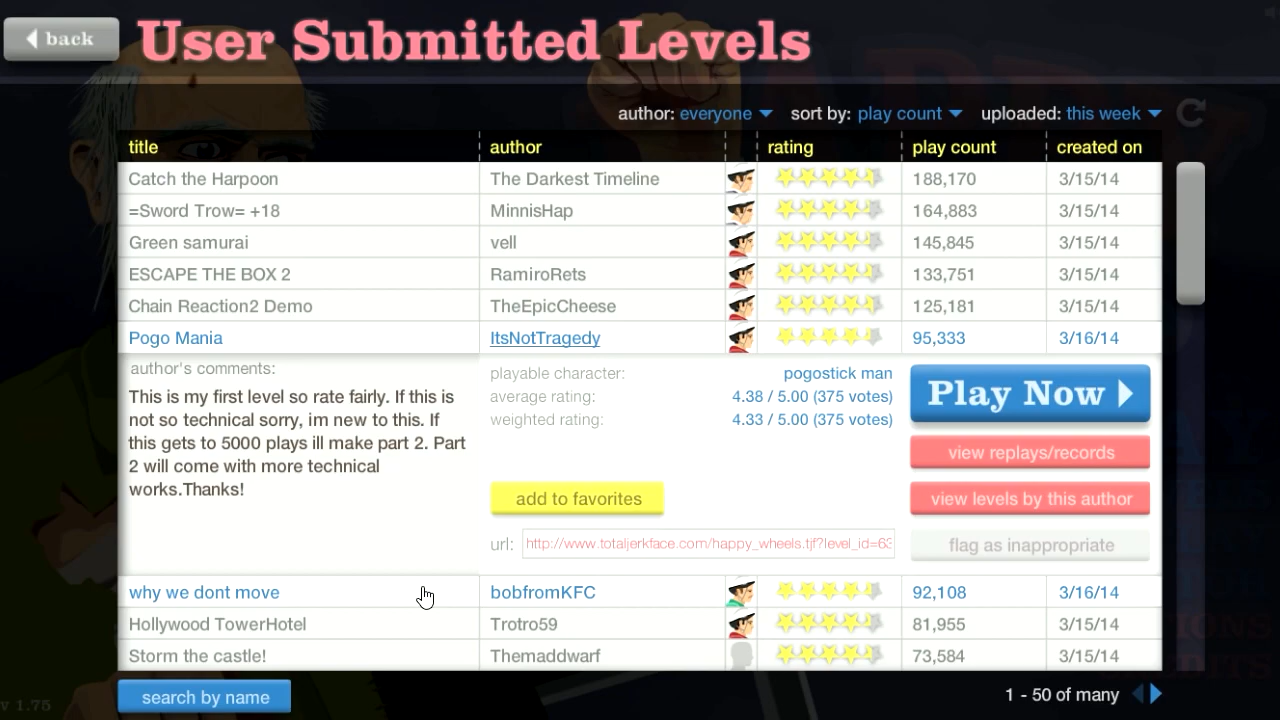 back
User Submitted Levels
author: everyone sort by: play count uploaded: this week
title author rating play count created on
Catch the Harpoon The Darkest Timeline 188,170 3/15/14
=Sword Trow= +18 MinnisHap 164,883 3/15/14
Green samurai vell 145,845 3/15/14
ESCAPE THE BOX 2 RamiroRets 133,751 3/15/14
Chain Reaction2 Demo TheEpicCheese 125,181 3/15/14
Pogo Mania ItsNotTragedy 95,333 3/16/14
author's comments:
This is my first level so rate fairly. If this is
not so technical sorry, im new to this. If
this gets to 5000 plays ill make part 2. Part
2 will come with more technical
works.Thanks!
playable character: pogostick man
average rating: 4.38 / 5.00 (375 votes)
weighted rating: 4.33 / 5.00 (375 votes)
add to favorites
url: http://www.totaljerkface.com/happy_wheels.tjf?level_id=63
Play Now
view replays/records
view levels by this author
flag as inappropriate
why we dont move bobfromKFC 92,108 3/16/14
Hollywood TowerHotel Trotro59 81,955 3/15/14
Storm the castle! Themaddwarf 73,584 3/15/14
search by name
1 - 50 of many
v 1.75